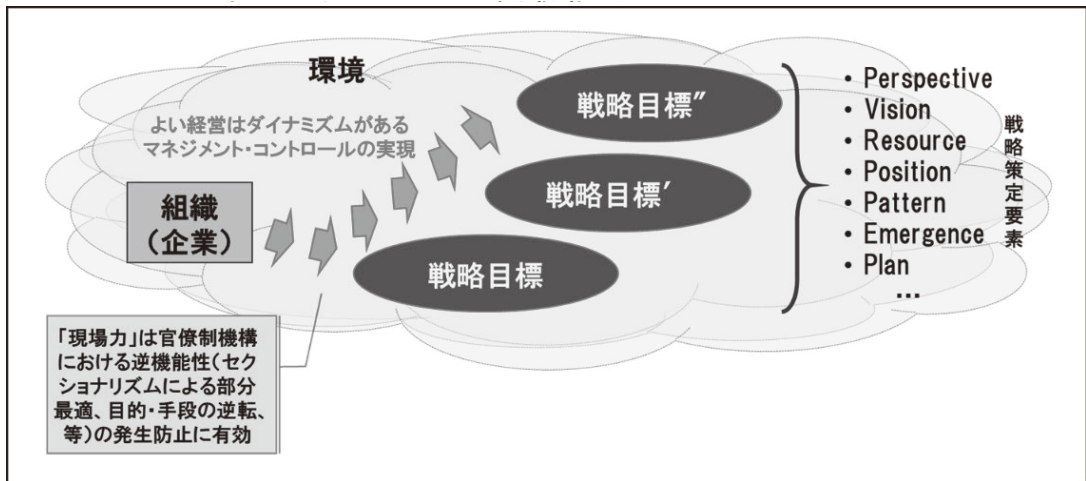 環境
よい経営はダイナミズムがある
マネジメント・コントロールの実現
組織
（企業）
戦略目標″
戦略目標′
戦略目標
・ Perspective
・ Vision
・ Resource
・ Position
・ Pattern
・ Emergence
・ Plan
…
戦略策定要素
「現場力」は官僚制機構
における逆機能性（セク
ショナリズムによる部分
最適、目的・手段の逆転、
等）の発生防止に有効